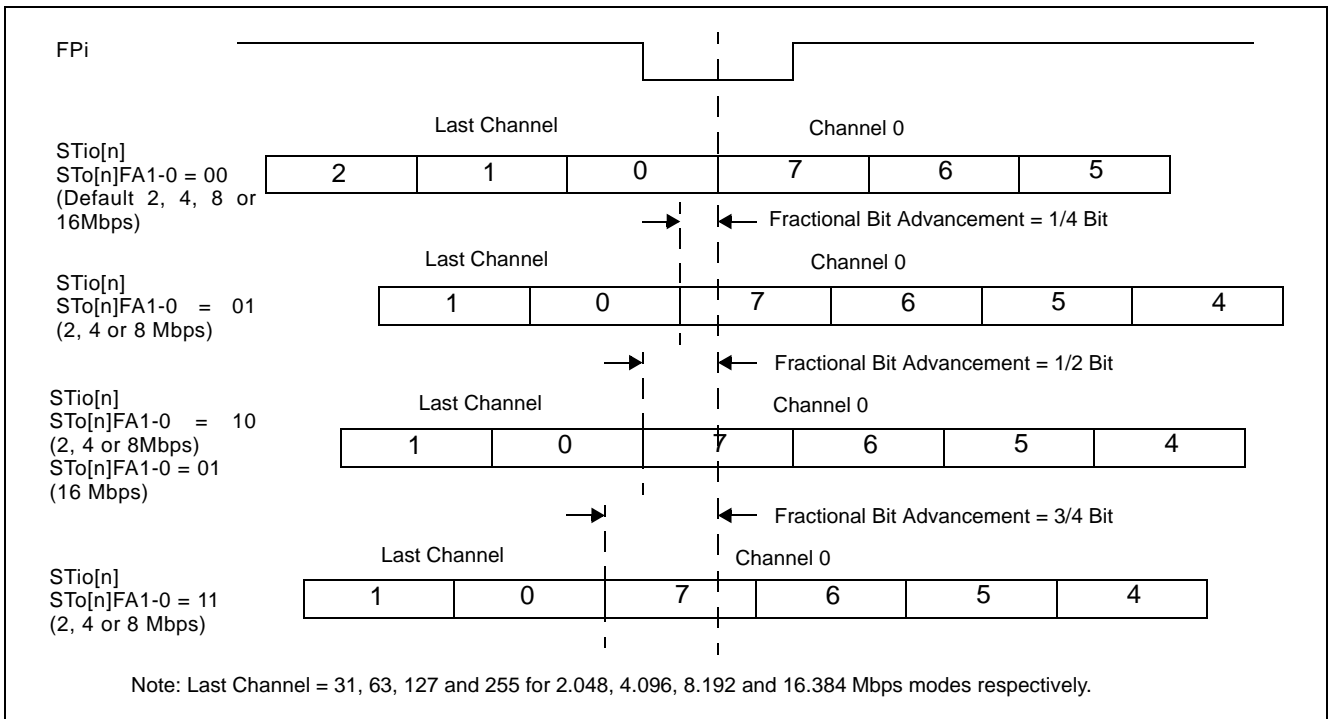 FPi
Last Channel
Channel 0
STio[n]
STo[n]FA1-0 = 00
(Default 2, 4, 8 or
16Mbps)
2 1 0 7 6 5
Fractional Bit Advancement = 1/4 Bit
Last Channel
Channel 0
STio[n]
STo[n]FA1-0 = 01
(2, 4 or 8 Mbps)
1 0 7 6 5 4
Fractional Bit Advancement = 1/2 Bit
STio[n]
STo[n]FA1-0 = 10
(2, 4 or 8Mbps)
STo[n]FA1-0 = 01
(16 Mbps)
Last Channel
Channel 0
1 0 7 6 5 4
Fractional Bit Advancement = 3/4 Bit
Last Channel
Channel 0
STio[n]
STo[n]FA1-0 = 11
(2, 4 or 8 Mbps)
1 0 7 6 5 4
Note: Last Channel = 31, 63, 127 and 255 for 2.048, 4.096, 8.192 and 16.384 Mbps modes respectively.